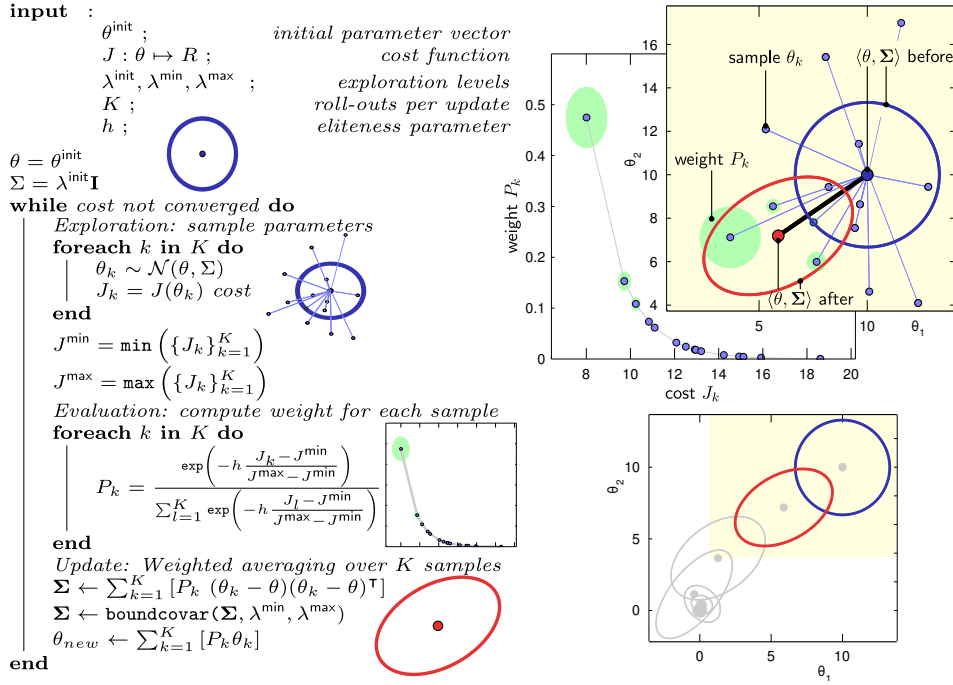 input :
θ^init ; initial parameter vector
J : θ ↦ R ; cost function
λ^init, λ^min, λ^max ; exploration levels
K ; roll-outs per update
h ; eliteness parameter
θ = θ^init
Σ = λ^init I
while cost not converged do
Exploration: sample parameters
foreach k in K do
θ_k ∼ N(θ, Σ)
J_k = J(θ_k) cost
end
J^min = min ({J_k}_{k=1}^K)
J^max = max ({J_k}_{k=1}^K)
Evaluation: compute weight for each sample
foreach k in K do
P_k = exp(−h (J_k − J^min)/(J^max − J^min)) / ∑_{l=1}^K exp(−h (J_l − J^min)/(J^max − J^min))
end
Update: Weighted averaging over K samples
Σ ← ∑_{k=1}^K [P_k (θ_k − θ)(θ_k − θ)^⊺]
Σ ← boundcovar(Σ, λ^min, λ^max)
θ_new ← ∑_{k=1}^K [P_k θ_k]
end
weight P_k
0.5
0.4
0.3
0.2
0.1
0
8 10 12 14 16 18 20
cost J_k
θ_2
16
14
12
10
8
6
4
sample θ_k
⟨θ, Σ⟩ before
weight P_k
⟨θ, Σ⟩ after
5 10 θ_1
θ_2
10
5
0
0 5 10
θ_1